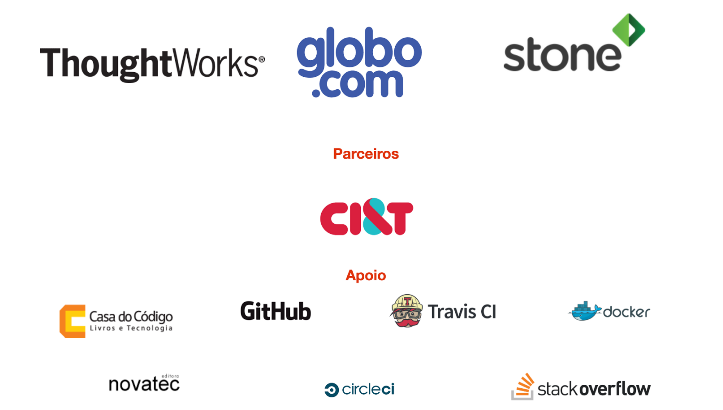 ThoughtWorks®
globo
.com
stone
Parceiros
CI&T
Apoio
Casa do Código
Livros e Tecnologia
GitHub
Travis CI
docker
editora
novatec
circleci
stackoverflow